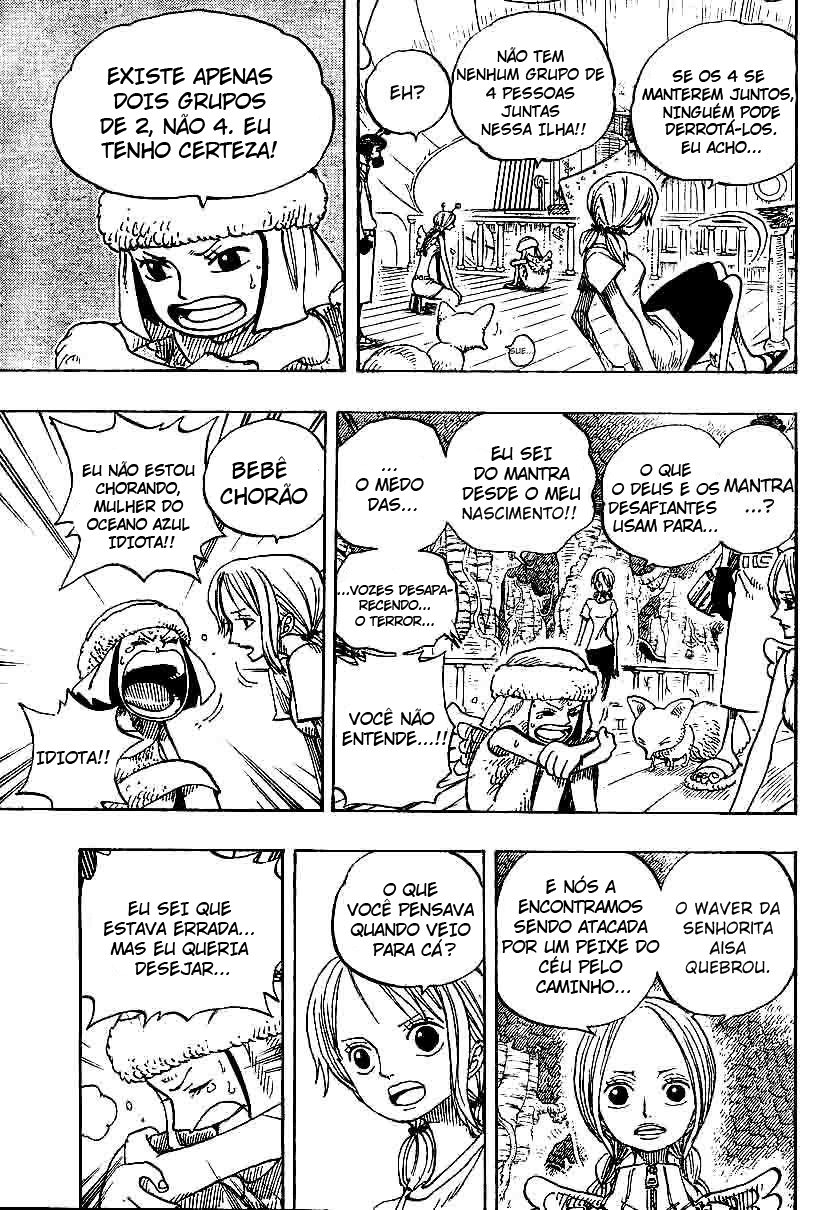 SE OS 4 SE
MANTEREM JUNTOS,
NINGUÉM PODE
DERROTÁ-LOS.
EU ACHO...
NÃO TEM
NENHUM GRUPO DE
4 PESSOAS
JUNTAS
NESSA ILHA!!
EH?
SUE...
EXISTE APENAS
DOIS GRUPOS
DE 2, NÃO 4. EU
TENHO CERTEZA!
MANTRA
...?
O QUE
O DEUS E OS
DESAFIANTES
USAM PARA...
EU SEI
DO MANTRA
DESDE O MEU
NASCIMENTO!!
...
O MEDO
DAS...
...VOZES DESAPA-
RECENDO...
O TERROR...
VOCÊ NÃO
ENTENDE...!!
BEBÊ
CHORÃO
EU NÃO ESTOU
CHORANDO,
MULHER DO
OCEANO AZUL
IDIOTA!!
IDIOTA!!
O WAVER DA
SENHORITA
AISA
QUEBROU.
E NÓS A
ENCONTRAMOS
SENDO ATACADA
POR UM PEIXE DO
CÉU PELO
CAMINHO...
O QUE
VOCÊ PENSAVA
QUANDO VEIO
PARA CÁ?
EU SEI QUE
ESTAVA ERRADA...
MAS EU QUERIA
DESEJAR...